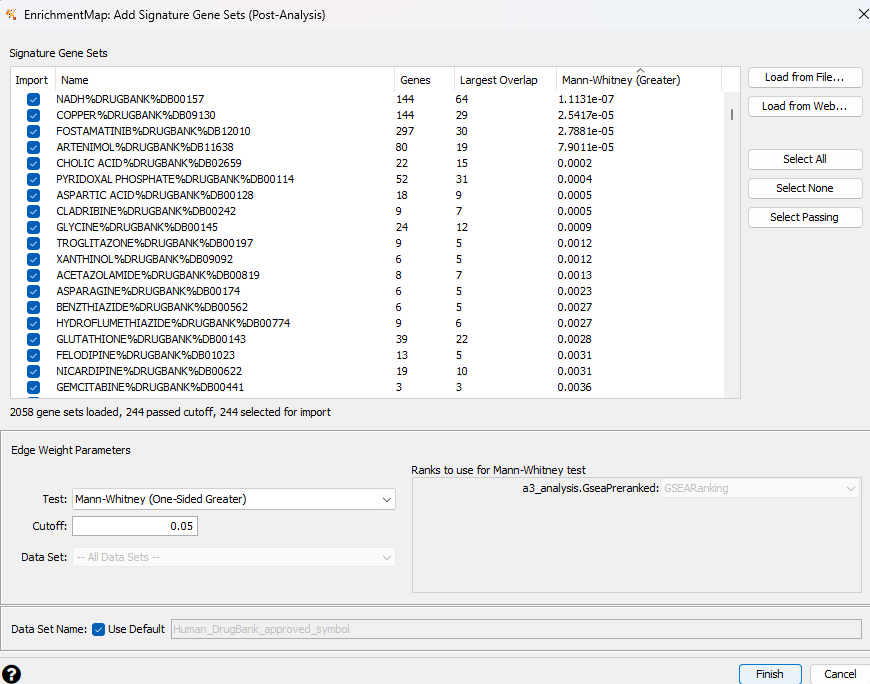 EnrichmentMap: Add Signature Gene Sets (Post-Analysis)
Signature Gene Sets
Import Name Genes Largest Overlap Mann-Whitney (Greater)
NADH%DRUGBANK%DB00157 144 64 1.1131e-07
COPPER%DRUGBANK%DB09130 144 29 2.5417e-05
FOSTAMATINIB%DRUGBANK%DB12010 297 30 2.7881e-05
ARTENIMOL%DRUGBANK%DB11638 80 19 7.9011e-05
CHOLIC ACID%DRUGBANK%DB02659 22 15 0.0002
PYRIDOXAL PHOSPHATE%DRUGBANK%DB00114 52 31 0.0004
ASPARTIC ACID%DRUGBANK%DB00128 18 9 0.0005
CLADRIBINE%DRUGBANK%DB00242 9 7 0.0005
GLYCINE%DRUGBANK%DB00145 24 12 0.0009
TROGLITAZONE%DRUGBANK%DB00197 9 5 0.0012
XANTHINOL%DRUGBANK%DB09092 6 5 0.0012
ACETAZOLAMIDE%DRUGBANK%DB00819 8 7 0.0013
ASPARAGINE%DRUGBANK%DB00174 6 5 0.0023
BENZTHIAZIDE%DRUGBANK%DB00562 6 5 0.0027
HYDROFLUMETHIAZIDE%DRUGBANK%DB00774 9 6 0.0027
GLUTATHIONE%DRUGBANK%DB00143 39 22 0.0028
FELODIPINE%DRUGBANK%DB01023 13 5 0.0031
NICARDIPINE%DRUGBANK%DB00622 19 10 0.0031
GEMCITABINE%DRUGBANK%DB00441 3 3 0.0036
Load from File...
Load from Web...
Select All
Select None
Select Passing
2058 gene sets loaded, 244 passed cutoff, 244 selected for import
Edge Weight Parameters
Test: Mann-Whitney (One-Sided Greater)
Cutoff: 0.05
Data Set: -- All Data Sets --
Ranks to use for Mann-Whitney test
a3_analysis.GseaPreranked: GSEARanking
Data Set Name: Use Default Human_DrugBank_approved_symbol
? Finish Cancel